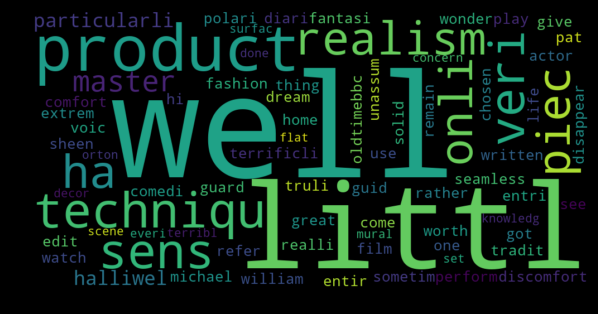 particularli polari diari fantasi wonder play give
surfac pat
product done realism concern actor
master fashion thing unassum veri
comfort hi dream oldtimebbc onli chosen life piec
extrem well solid remain disappear
voic home
sheen flat
orton terrificli use written
ha comedi guard truli guid rather seamless entri
decor littl see
techniqu great come worth knowledg
scene everi terribl mural one got
edit sens refer realli film set tradit
watch
halliwel michael william entir sometim perform discomfort